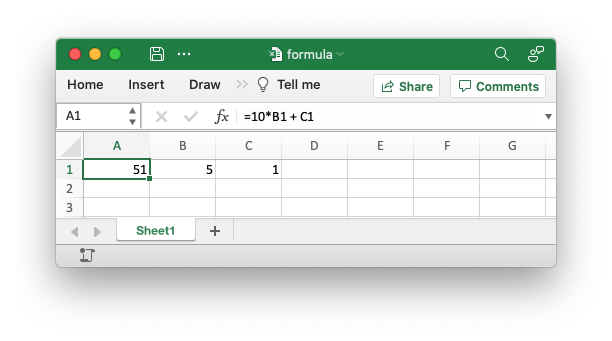 formula
Home Insert Draw Tell me Share Comments
A1 fx =10*B1 + C1
A B C D E F G
1 51 5 1
2
3
Sheet1